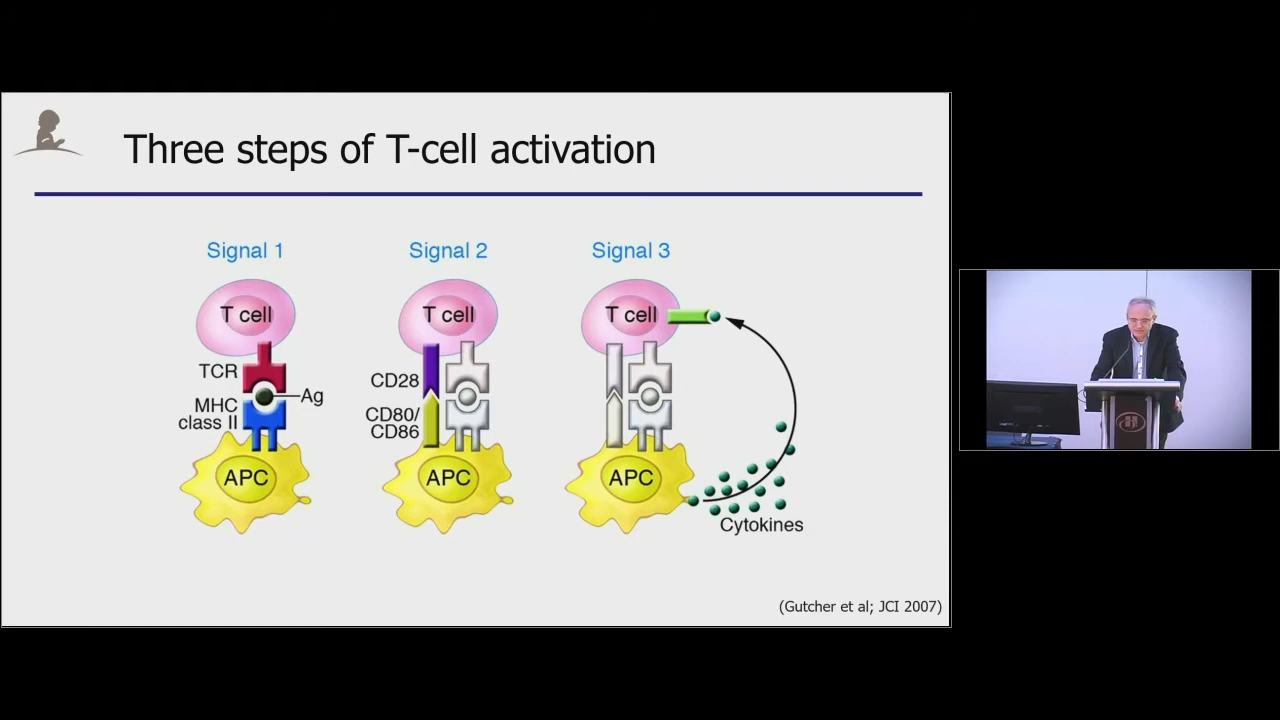 Three steps of T-cell activation
Signal 1
Signal 2
Signal 3
T cell
T cell
T cell
TCR
Ag
MHC
class II
CD28
CD80/
CD86
APC
APC
APC
Cytokines
(Gutcher et al; JCI 2007)